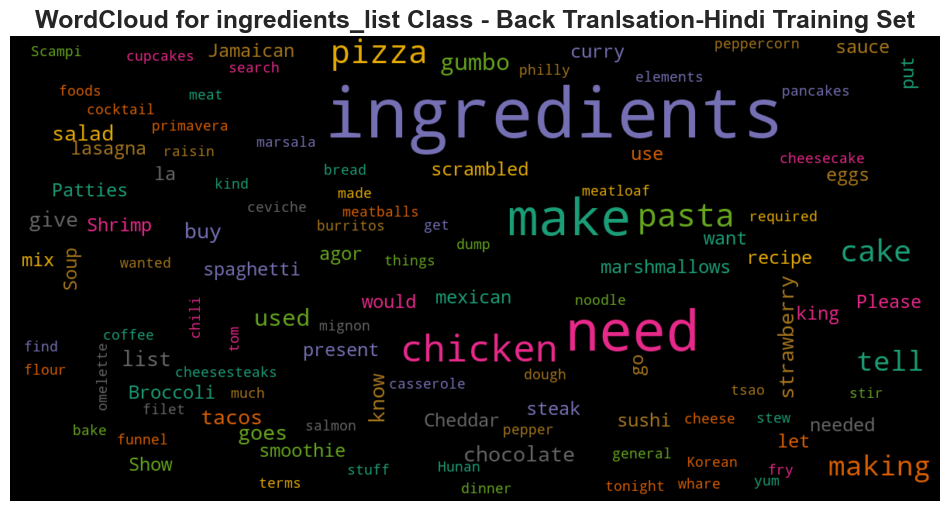 WordCloud for ingredients_list Class - Back Tranlsation-Hindi Training Set
Scampi
cupcakes
Jamaican
search
pizza
gumbo
philly
curry
peppercorn
sauce
put
foods
meat
elements
pancakes
cocktail
ingredients
salad
primavera
marsala
lasagna
raisin
use
cheesecake
la
bread
scrambled
eggs
Patties
kind
made
meatloaf
ceviche
meatballs
make
pasta
required
give
Shrimp
buy
burritos
get
want
cake
mix
Soup
wanted
agor
things
dump
recipe
spaghetti
marshmallows
would
mexican
noodle
strawberry
king
Please
chili
tom
used
mignon
need
coffee
find
list
present
chicken
go
tell
flour
omelette
cheesesteaks
know
casserole
dough
tsao
stir
Broccoli
much
filet
tacos
salmon
Cheddar
steak
sushi
cheese
stew
needed
bake
funnel
goes
pepper
let
Show
smoothie
chocolate
general
Korean
making
stuff
Hunan
fry
terms
dinner
tonight
whare
yum